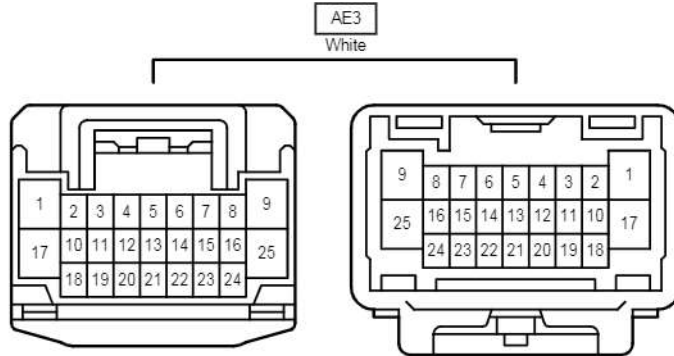 AE3
White
1 2 3 4 5 6 7 8 9
10 11 12 13 14 15 16
17 25
18 19 20 21 22 23 24
9 8 7 6 5 4 3 2 1
16 15 14 13 12 11 10
25 17
24 23 22 21 20 19 18